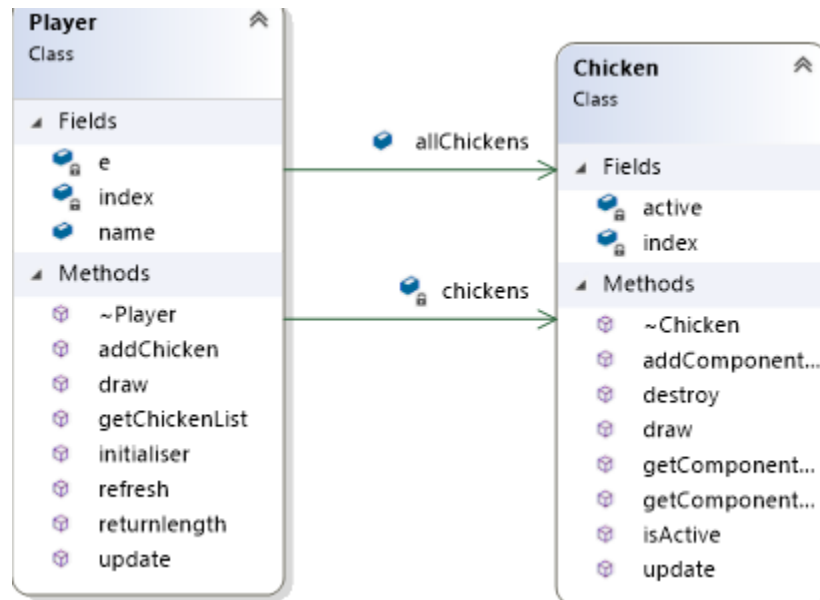 Player
Class
Fields
e
index
name
Methods
~Player
addChicken
draw
getChickenList
initialiser
refresh
returnlength
update
allChickens
chickens
Chicken
Class
Fields
active
index
Methods
~Chicken
addComponent...
destroy
draw
getComponent...
getComponent...
isActive
update